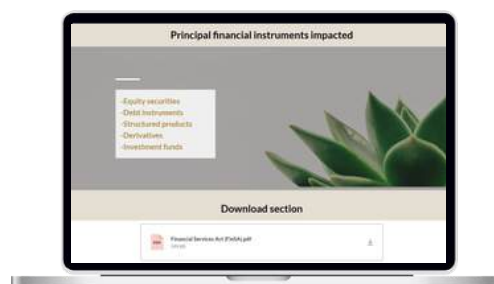 Principal financial instruments impacted
-Equity securities
-Debt instruments
-Structured products
-Derivatives
-Investment funds
Download section
Financial Services Act (FinSA).pdf